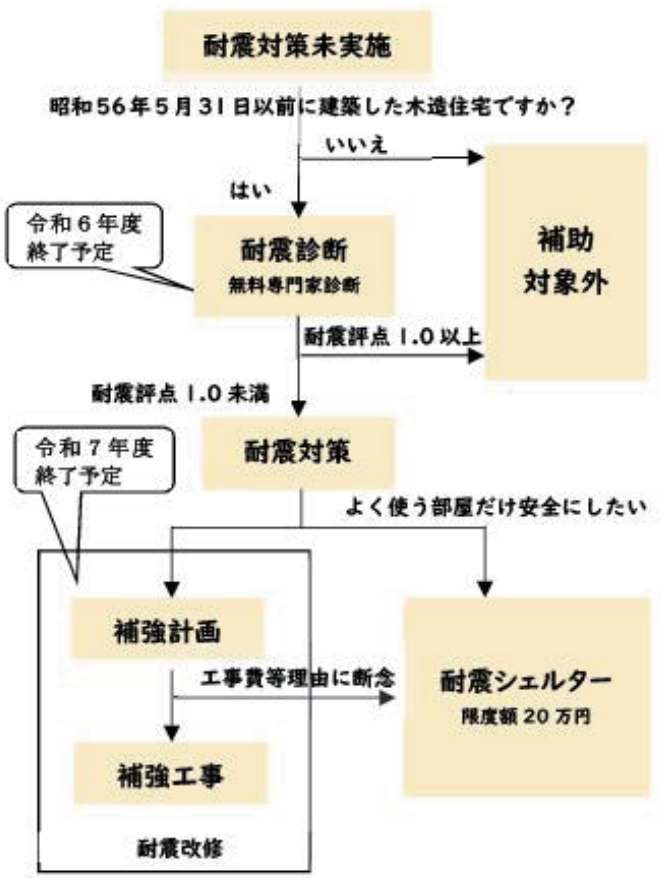 耐震対策未実施
昭和56年5月31日以前に建築した木造住宅ですか？
いいえ
はい
令和６年度
終了予定
耐震診断
無料専門家診断
補助
対象外
耐震評点1.0以上
耐震評点1.0未満
令和７年度
終了予定
耐震対策
よく使う部屋だけ安全にしたい
補強計画
工事費等理由に断念
耐震シェルター
限度額20万円
補強工事
耐震改修